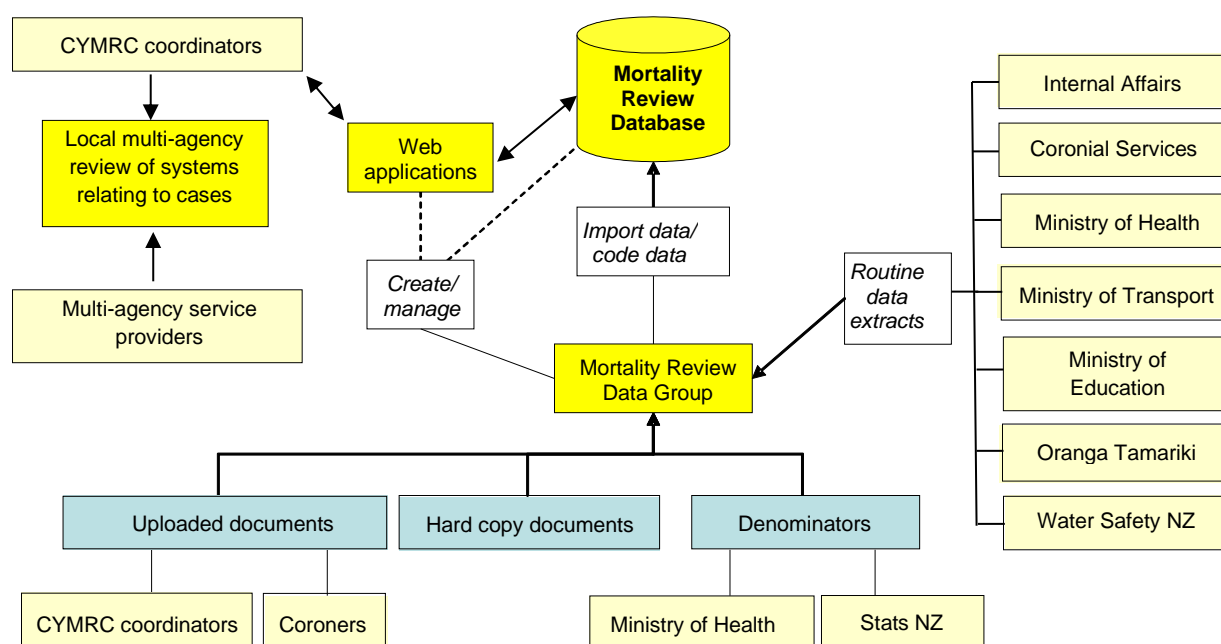 CYMRC coordinators
Local multi-agency
review of systems
relating to cases
Multi-agency service
providers
Web
applications
Mortality
Review
Database
Create/
manage
Import data/
code data
Routine
data
extracts
Internal Affairs
Coronial Services
Ministry of Health
Ministry of Transport
Ministry of
Education
Oranga Tamariki
Water Safety NZ
Mortality Review
Data Group
Uploaded documents
Hard copy documents
Denominators
CYMRC coordinators
Coroners
Ministry of Health
Stats NZ